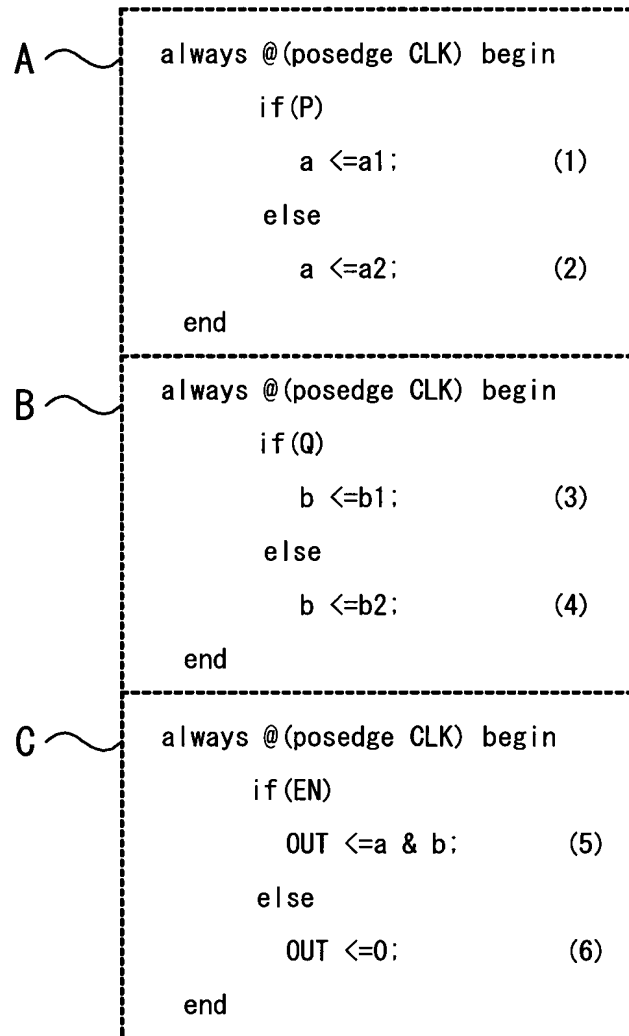 A always @(posedge CLK) begin
if(P)
a <=a1; (1)
else
a <=a2; (2)
end
B always @(posedge CLK) begin
if(Q)
b <=b1; (3)
else
b <=b2; (4)
end
C always @(posedge CLK) begin
if(EN)
OUT <=a & b; (5)
else
OUT <=0; (6)
end